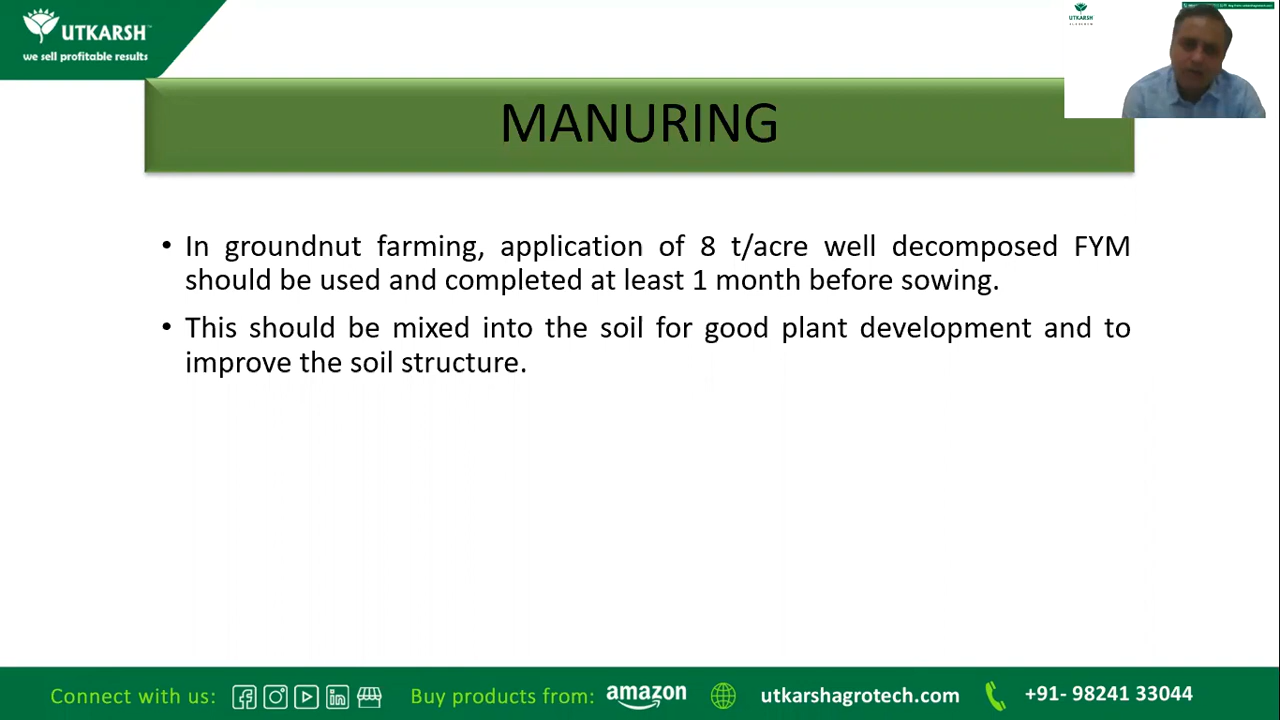 UTKARSH
we sell profitable results
UTKARSH
MANURING
• In groundnut farming, application of 8 t/acre well decomposed FYM
should be used and completed at least 1 month before sowing.
• This should be mixed into the soil for good plant development and to
improve the soil structure.
Connect with us: Buy products from: amazon utkarshagrotech.com +91- 98241 33044